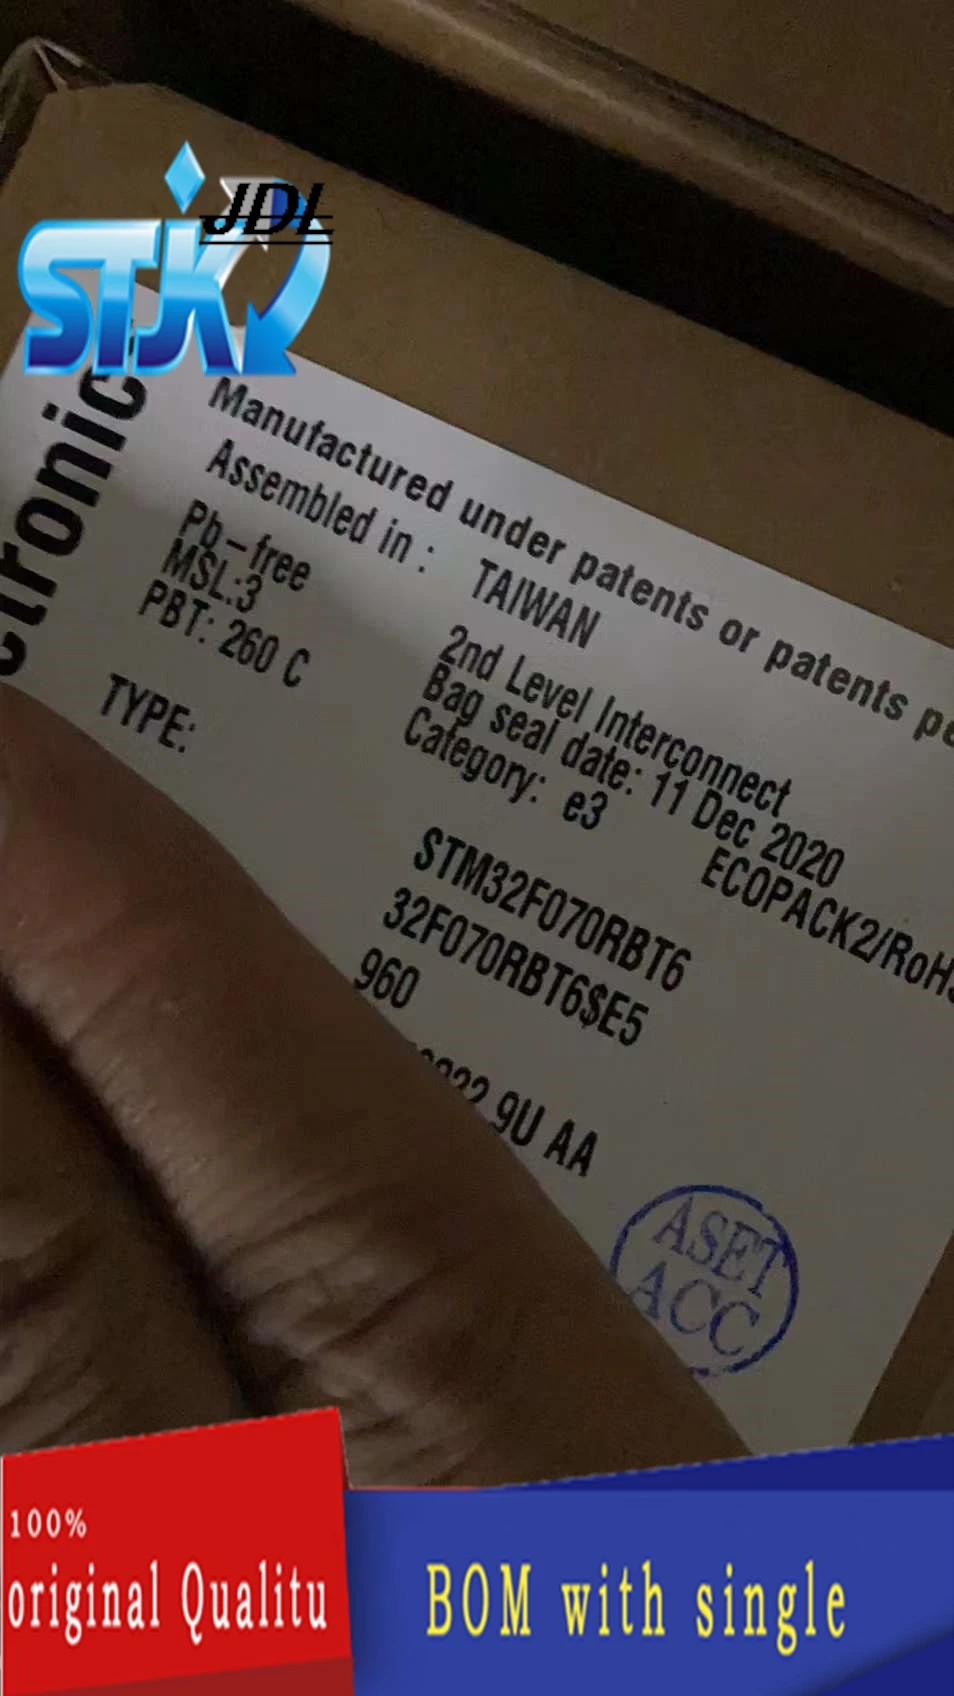 STK
JDL
Manufactured under patents or patents pe
Assembled in : TAIWAN
Pb-free
MSL:3
PBT: 260 C
2nd Level Interconnect
Bag seal date: 11 Dec 2020
Category: e3
ECOPACK2/RoHS
TYPE:
STM32F070RBT6
32F070RBT6$E5
960
9U AA
ASET
ACC
100%
original Qualitu
BOM with single